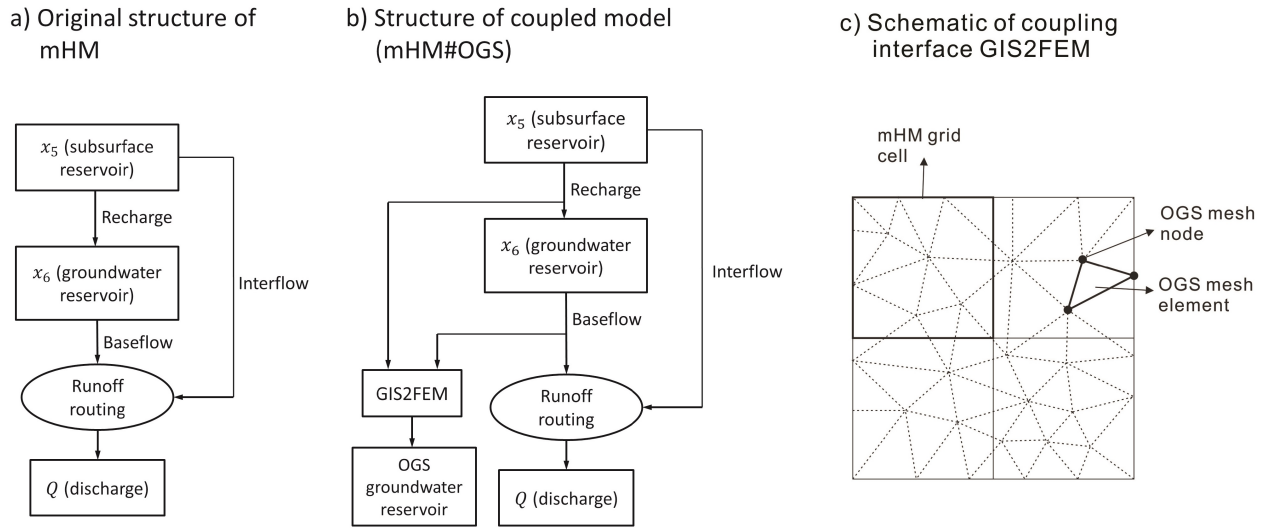 a) Original structure of
mHM
x₅ (subsurface
reservoir)
Recharge
x₆ (groundwater
reservoir)
Interflow
Baseflow
Runoff
routing
Q (discharge)
b) Structure of coupled model
(mHM#OGS)
x₅ (subsurface
reservoir)
Recharge
x₆ (groundwater
reservoir)
Interflow
Baseflow
GIS2FEM
Runoff
routing
OGS
groundwater
reservoir
Q (discharge)
c) Schematic of coupling
interface GIS2FEM
mHM grid
cell
OGS mesh
node
OGS mesh
element